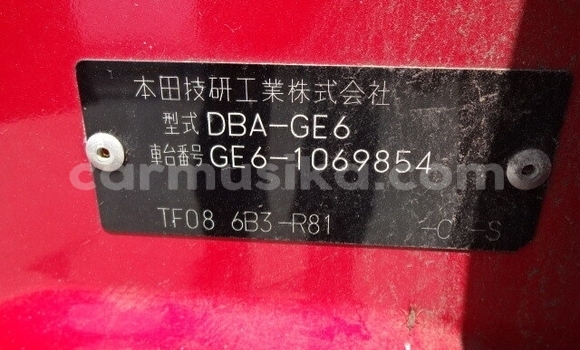 本田技研工業株式会社
型式 DBA-GE6
車台番号 GE6-1069854
carmusika.com
TF08 6B3-R81 -C -S